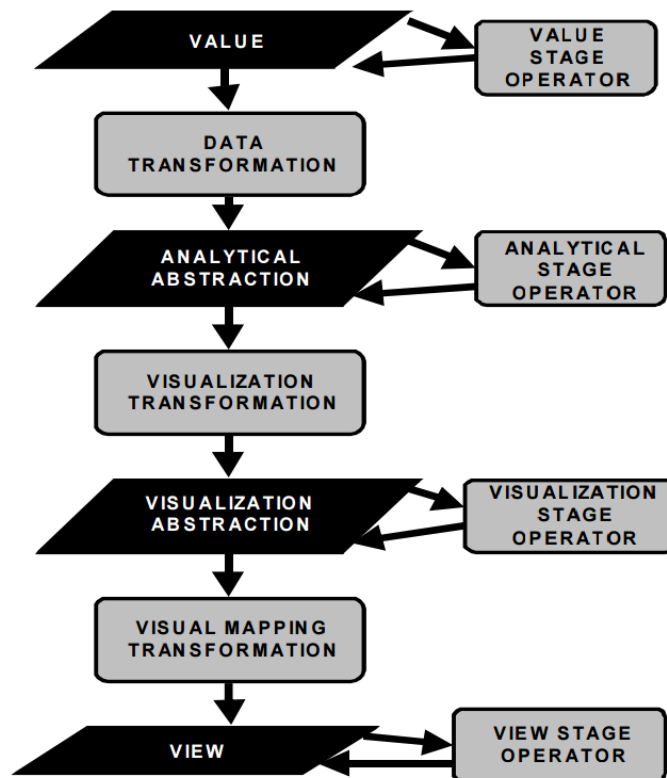 VALUE
VALUE
STAGE
OPERATOR
DATA
TRANSFORMATION
ANALYTICAL
ABSTRACTION
ANALYTICAL
STAGE
OPERATOR
VISUALIZATION
TRANSFORMATION
VISUALIZATION
ABSTRACTION
VISUALIZATION
STAGE
OPERATOR
VISUAL MAPPING
TRANSFORMATION
VIEW
VIEW STAGE
OPERATOR